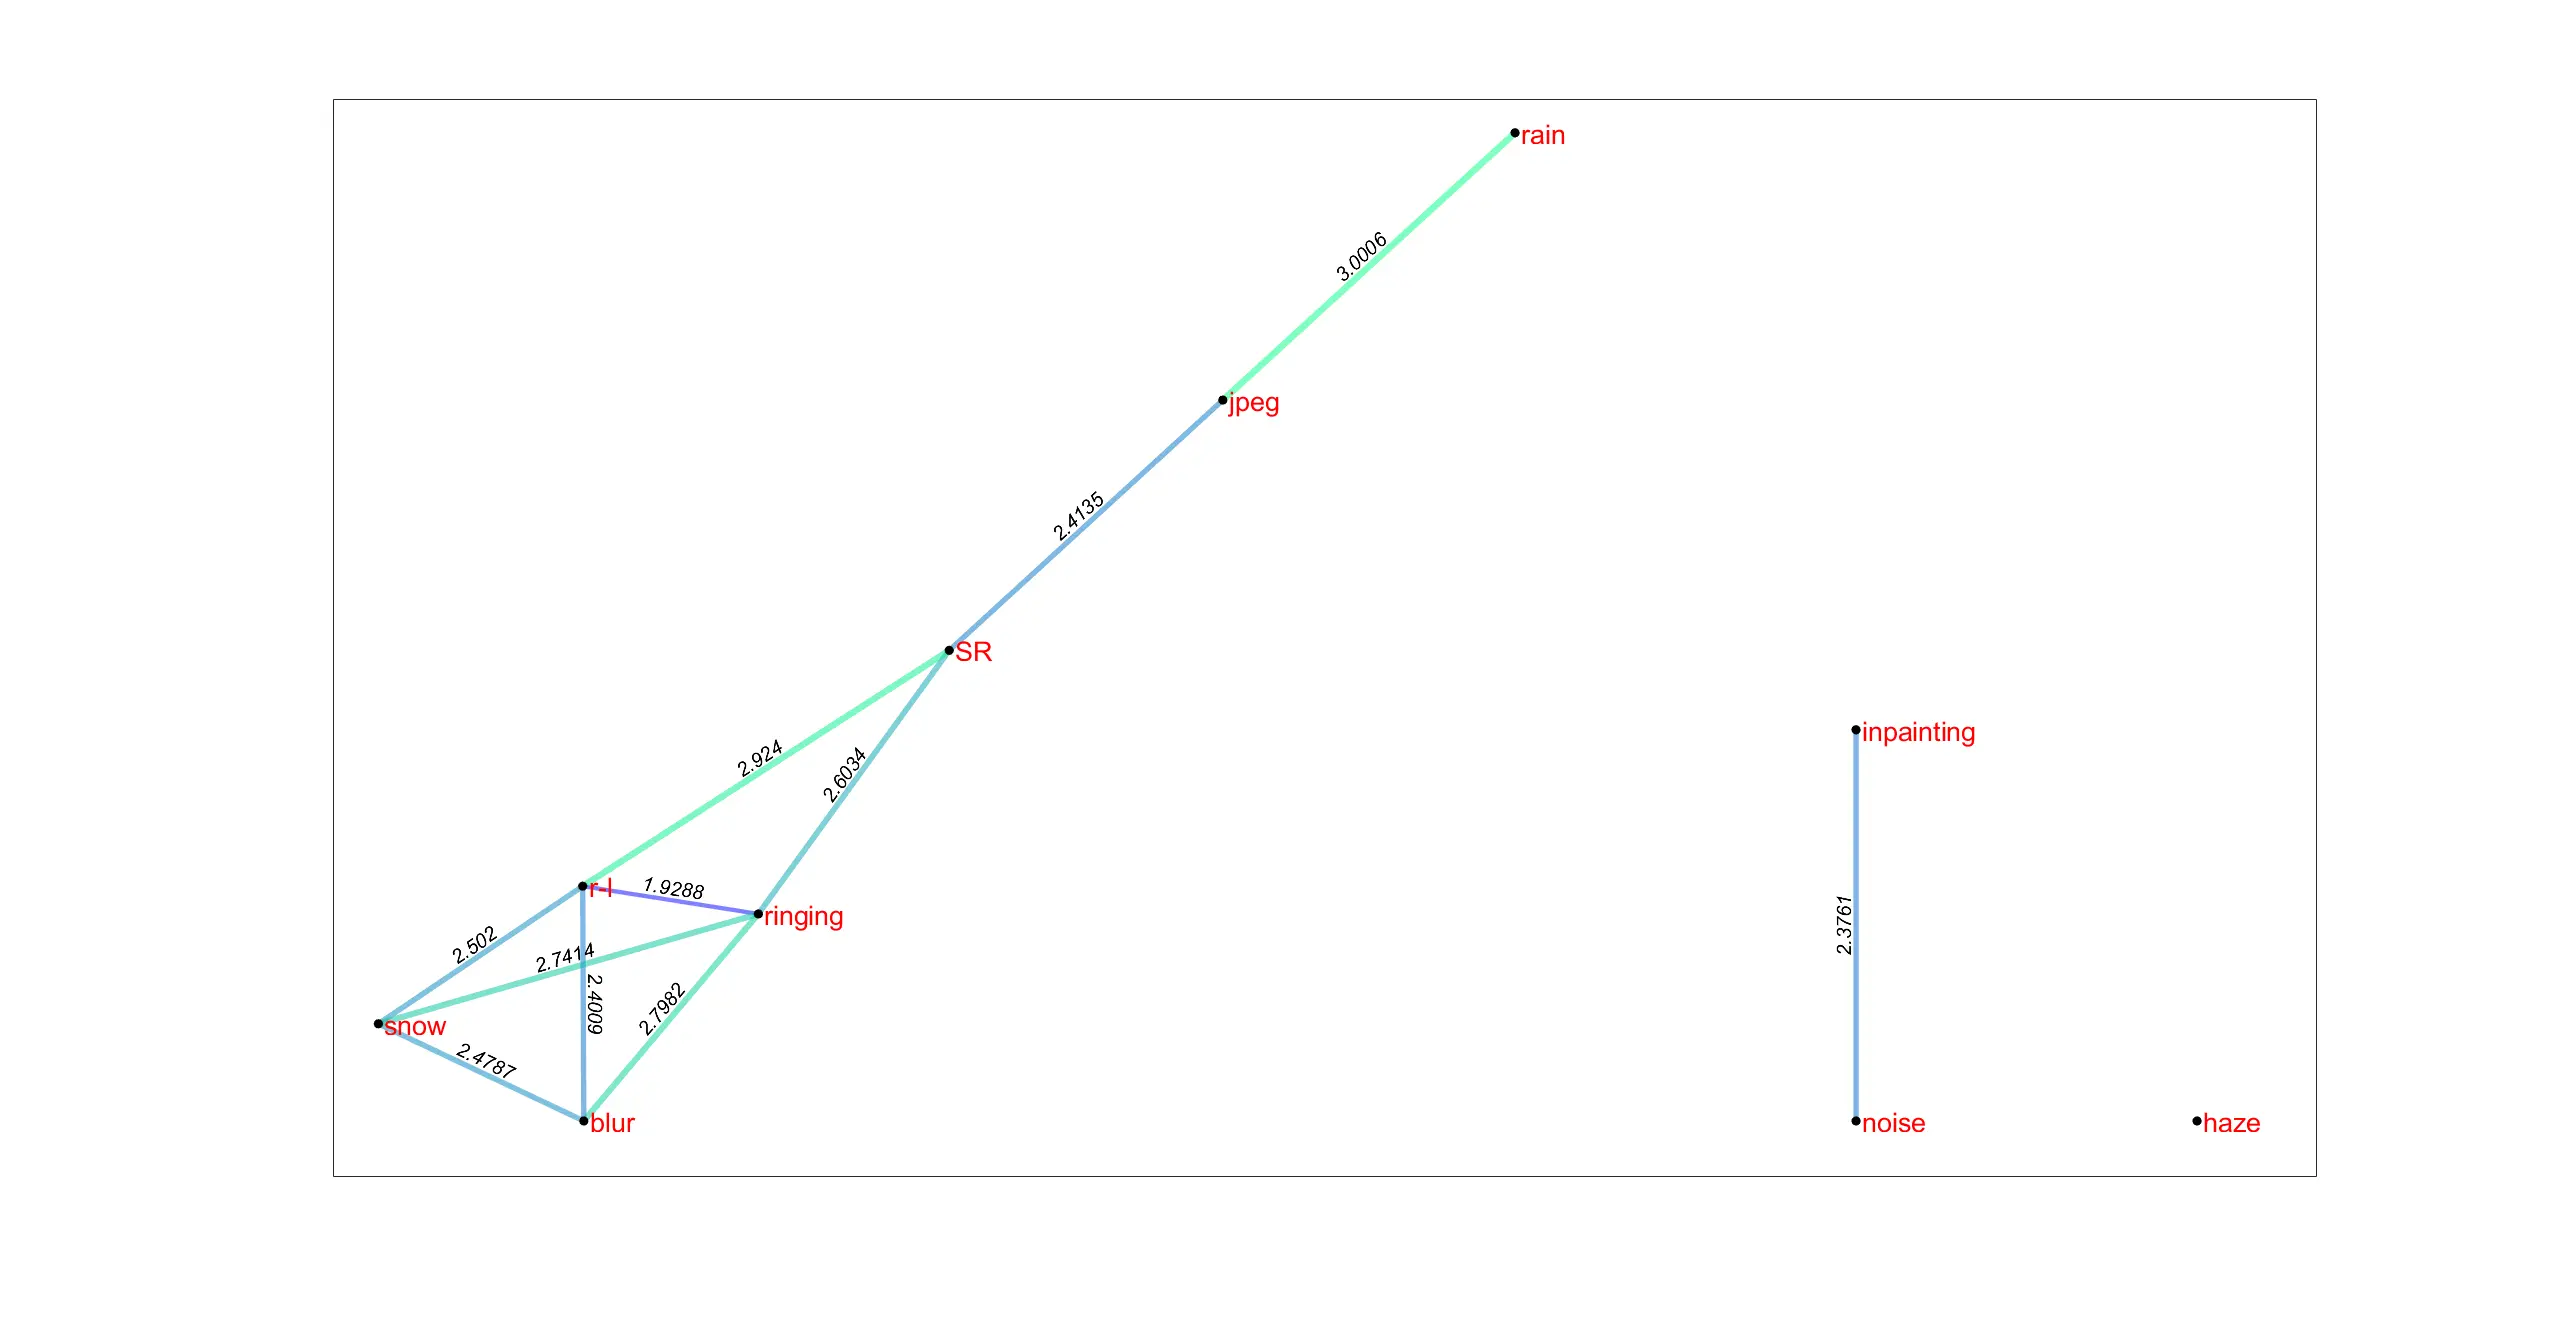 rain
3.0006
jpeg
2.4135
SR
inpainting
2.924
2.6034
r-l
1.9288
ringing
2.3761
2.502
2.7414
2.4009
2.7982
snow
2.4787
blur
noise
haze